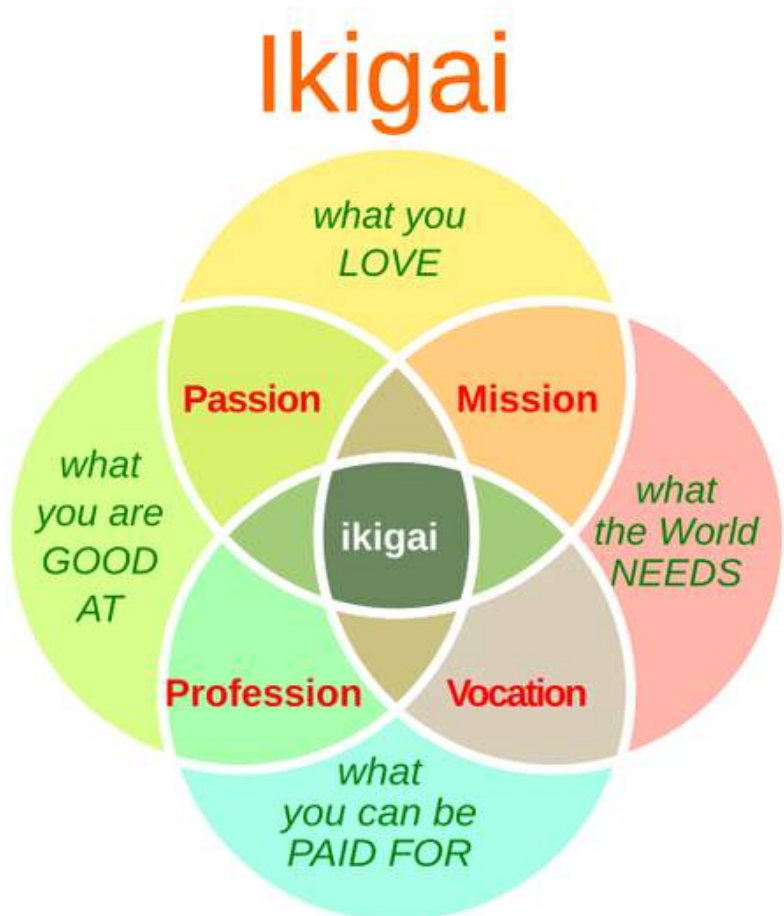 Ikigai
what you
LOVE
Passion
Mission
what
you are
GOOD
AT
ikigai
what
the World
NEEDS
Profession
Vocation
what
you can be
PAID FOR